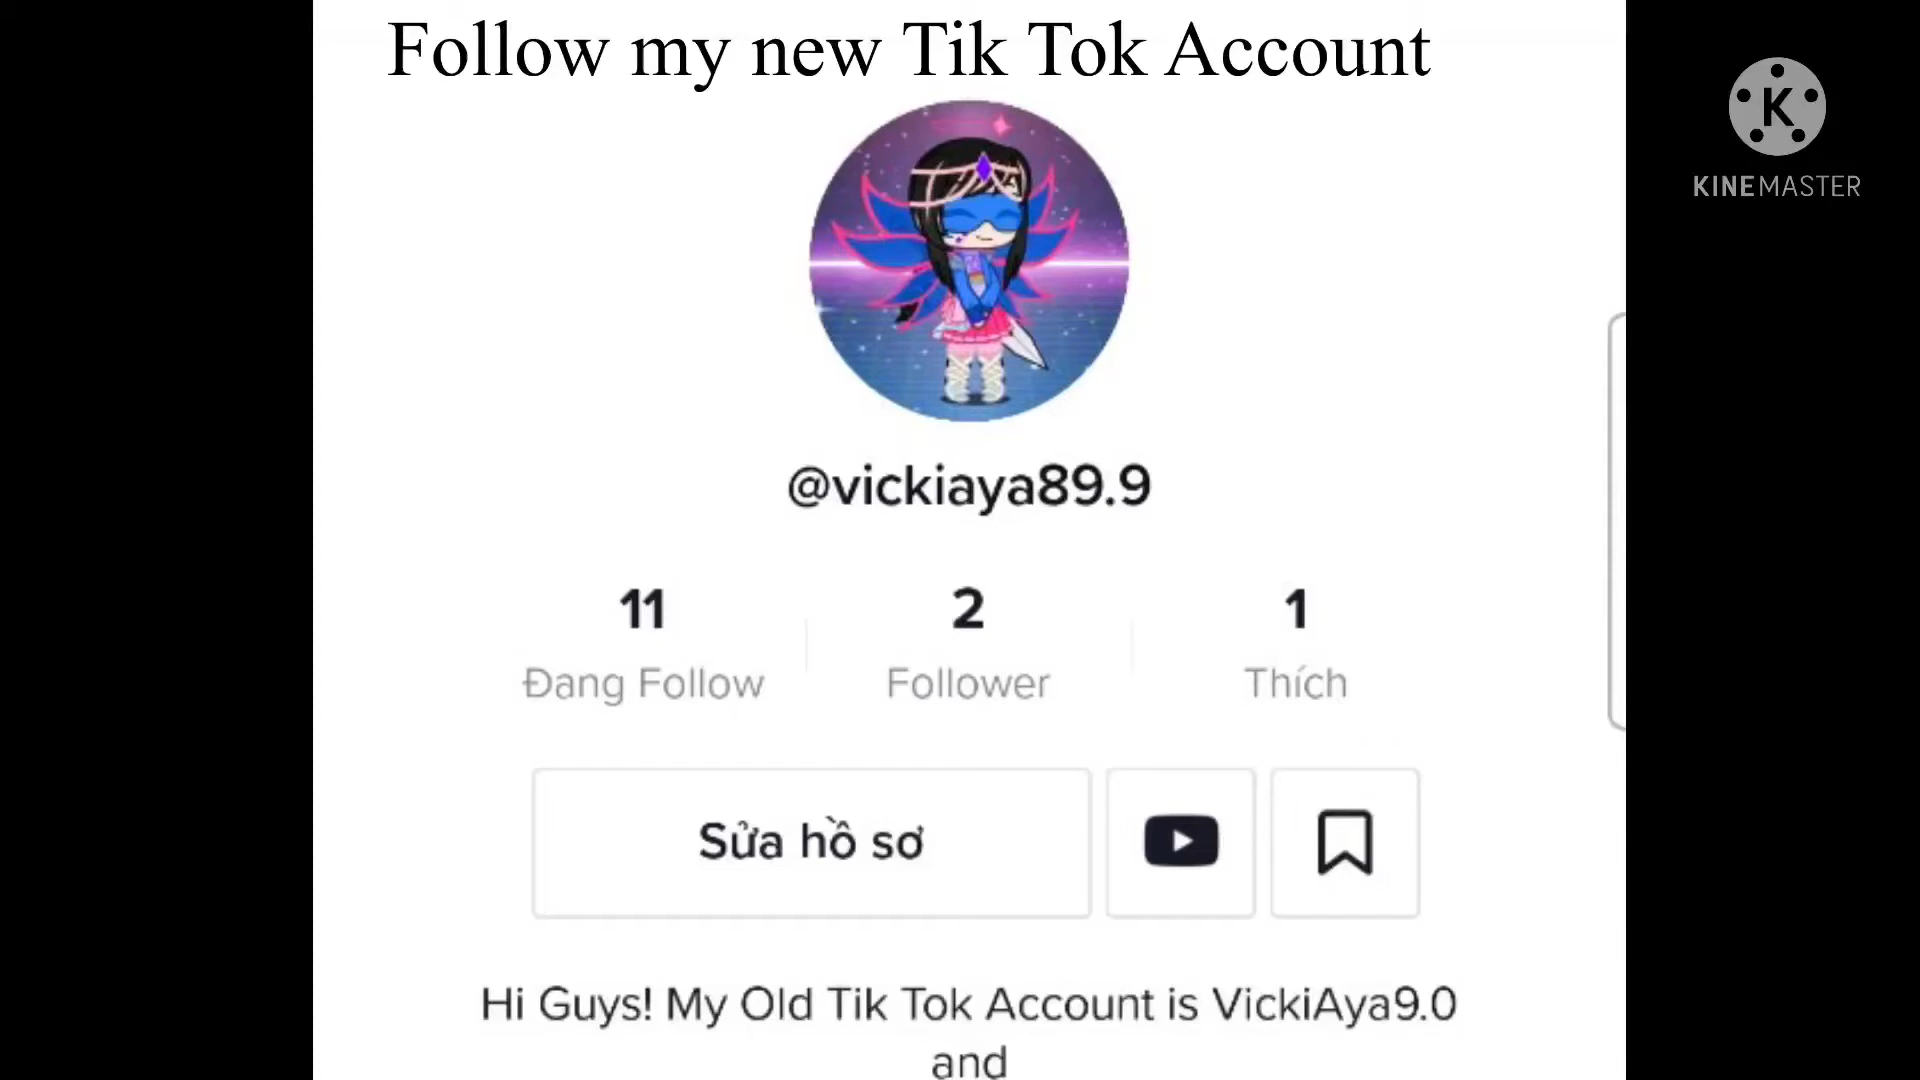 Follow my new Tik Tok Account
K
KINEMASTER
@vickiaya89.9
11 2 1
Đang Follow Follower Thích
Sửa hồ sơ
Hi Guys! My Old Tik Tok Account is VickiAya9.0
and